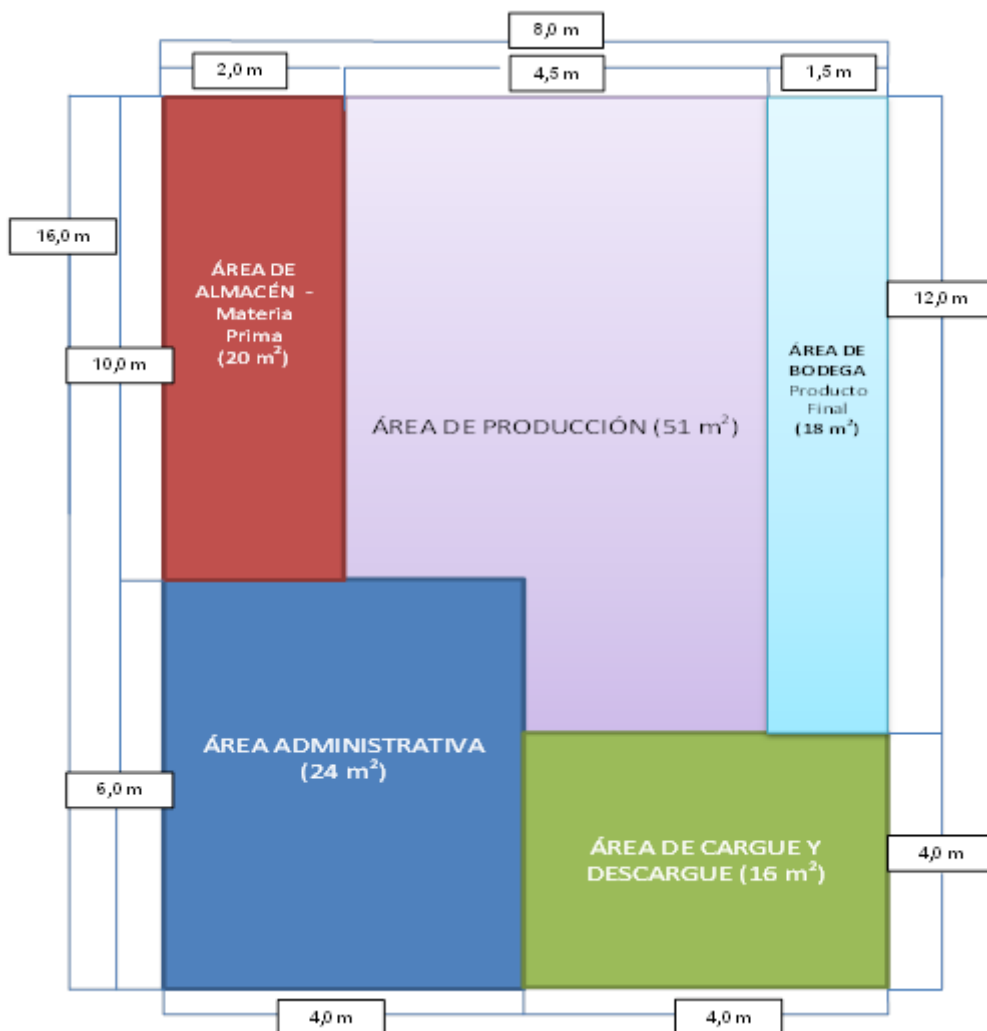 8,0 m
2,0 m
4,5 m
1,5 m
16,0 m
10,0 m
12,0 m
ÁREA DE
ALMACÉN -
Materia
Prima
(20 m²)
ÁREA DE PRODUCCIÓN (51 m²)
ÁREA DE
BODEGA
Producto
Final
(18 m²)
ÁREA ADMINISTRATIVA
(24 m²)
6,0 m
ÁREA DE CARGUE Y
DESCARGUE (16 m²)
4,0 m
4,0 m
4,0 m